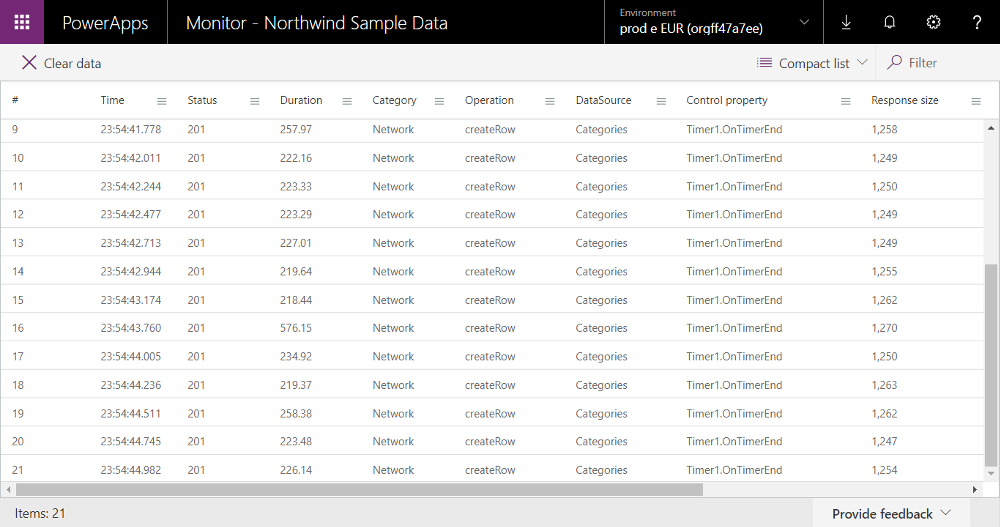 PowerApps Monitor - Northwind Sample Data Environment
prod e EUR (orgff47a7ee) ?
Clear data Compact list Filter
# Time Status Duration Category Operation DataSource Control property Response size
9 23:54:41.778 201 257.97 Network createRow Categories Timer1.OnTimerEnd 1,258
10 23:54:42.011 201 222.16 Network createRow Categories Timer1.OnTimerEnd 1,249
11 23:54:42.244 201 223.33 Network createRow Categories Timer1.OnTimerEnd 1,250
12 23:54:42.477 201 223.29 Network createRow Categories Timer1.OnTimerEnd 1,249
13 23:54:42.713 201 227.01 Network createRow Categories Timer1.OnTimerEnd 1,249
14 23:54:42.944 201 219.64 Network createRow Categories Timer1.OnTimerEnd 1,255
15 23:54:43.174 201 218.44 Network createRow Categories Timer1.OnTimerEnd 1,262
16 23:54:43.760 201 576.15 Network createRow Categories Timer1.OnTimerEnd 1,270
17 23:54:44.005 201 234.92 Network createRow Categories Timer1.OnTimerEnd 1,250
18 23:54:44.236 201 219.37 Network createRow Categories Timer1.OnTimerEnd 1,263
19 23:54:44.511 201 258.38 Network createRow Categories Timer1.OnTimerEnd 1,262
20 23:54:44.745 201 223.48 Network createRow Categories Timer1.OnTimerEnd 1,247
21 23:54:44.982 201 226.14 Network createRow Categories Timer1.OnTimerEnd 1,254
Items: 21 Provide feedback